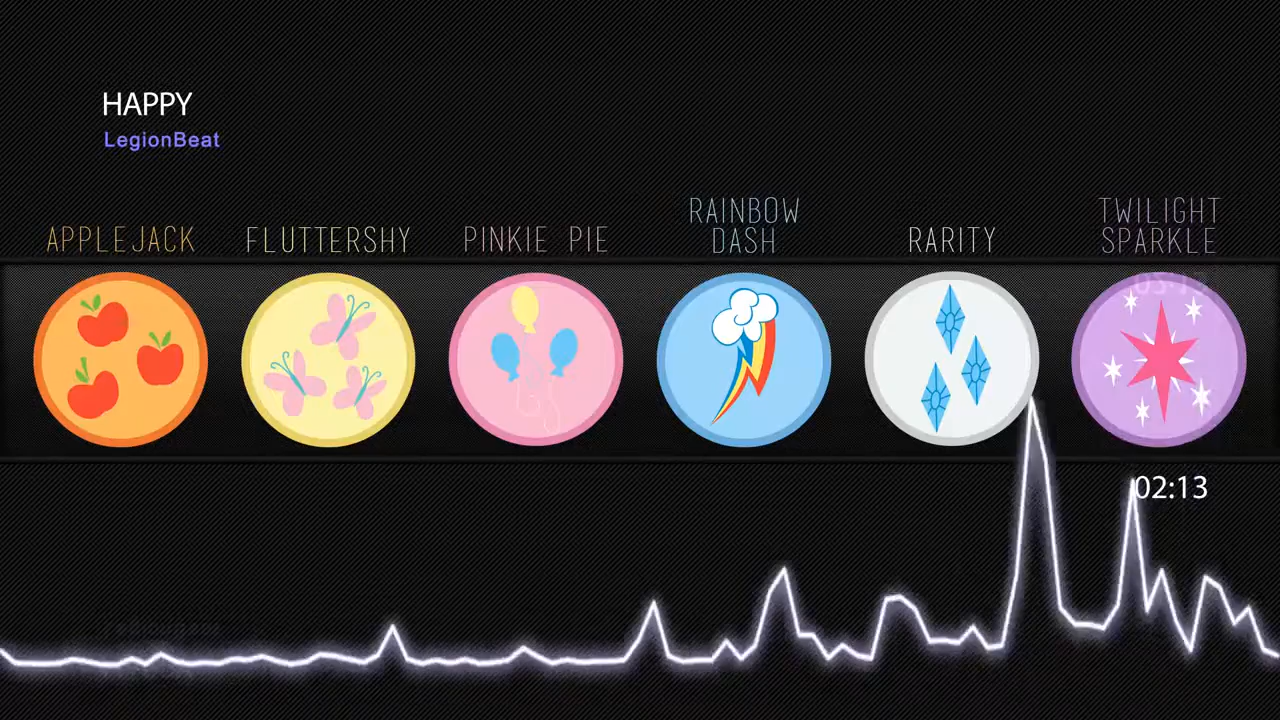 HAPPY
LegionBeat
APPLEJACK
FLUTTERSHY
PINKIE PIE
RAINBOW
DASH
RARITY
TWILIGHT
SPARKLE
02:13